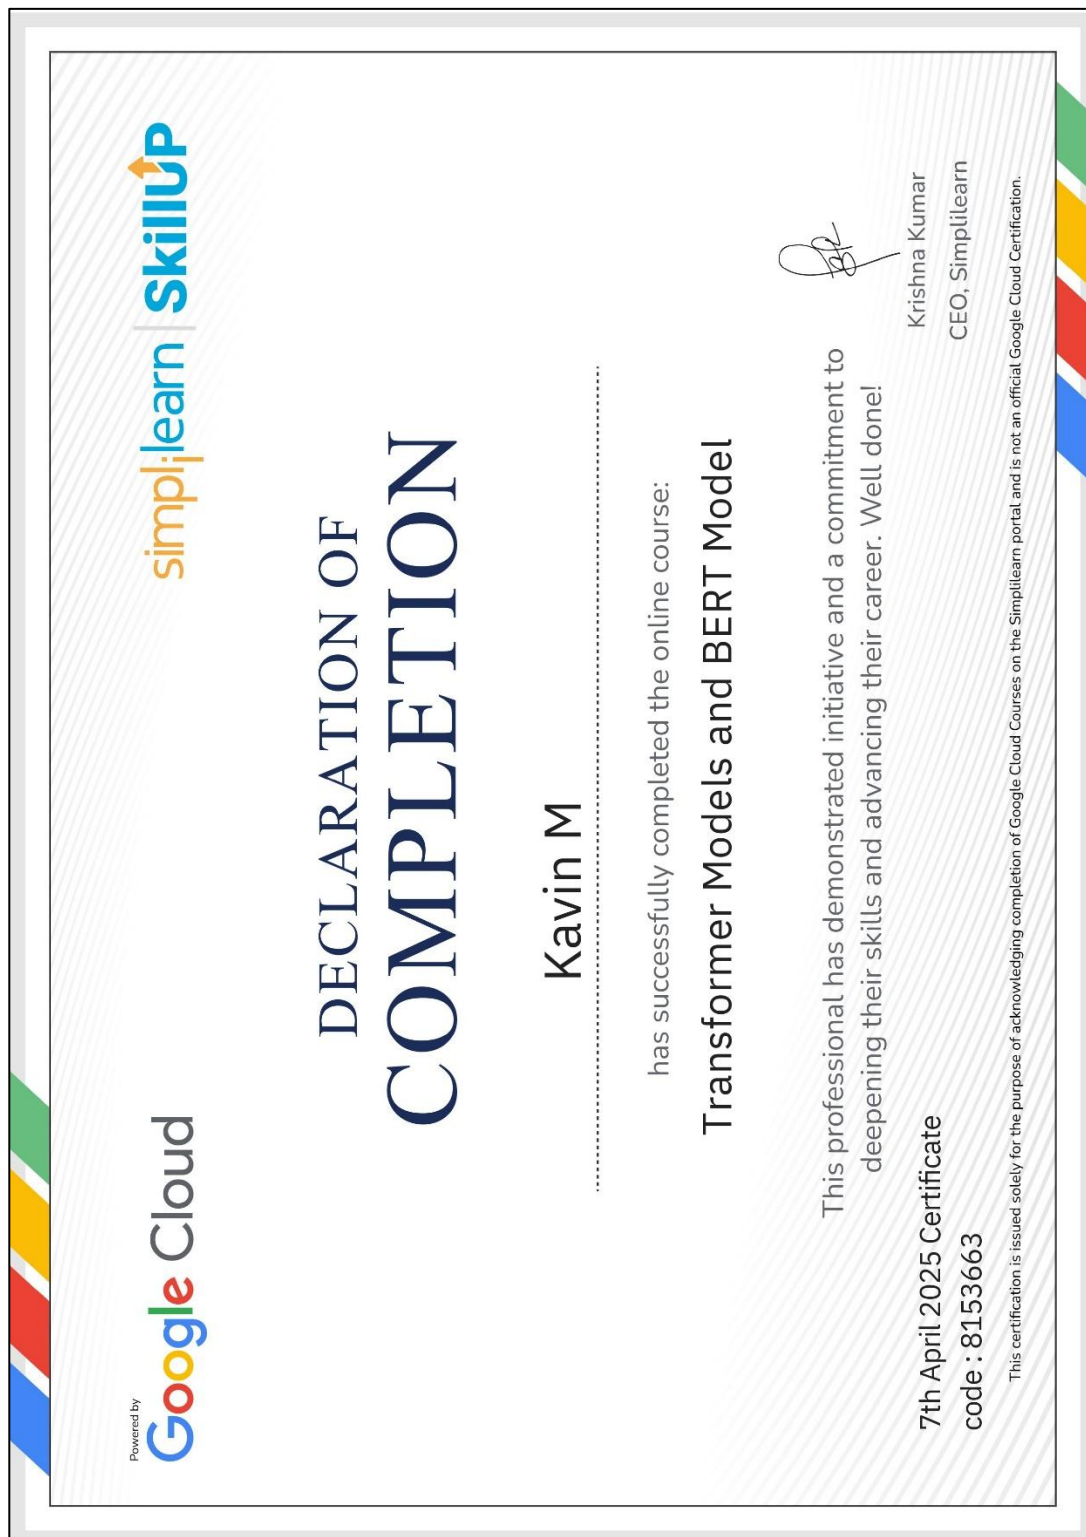 Powered by
Google Cloud
simplilearn | SkillUP
DECLARATION OF
COMPLETION
Kavin M
has successfully completed the online course:
Transformer Models and BERT Model
This professional has demonstrated initiative and a commitment to
deepening their skills and advancing their career. Well done!
7th April 2025 Certificate
code : 8153663
Krishna Kumar
CEO, Simplilearn
This certification is issued solely for the purpose of acknowledging completion of Google Cloud Courses on the Simplilearn portal and is not an official Google Cloud Certification.